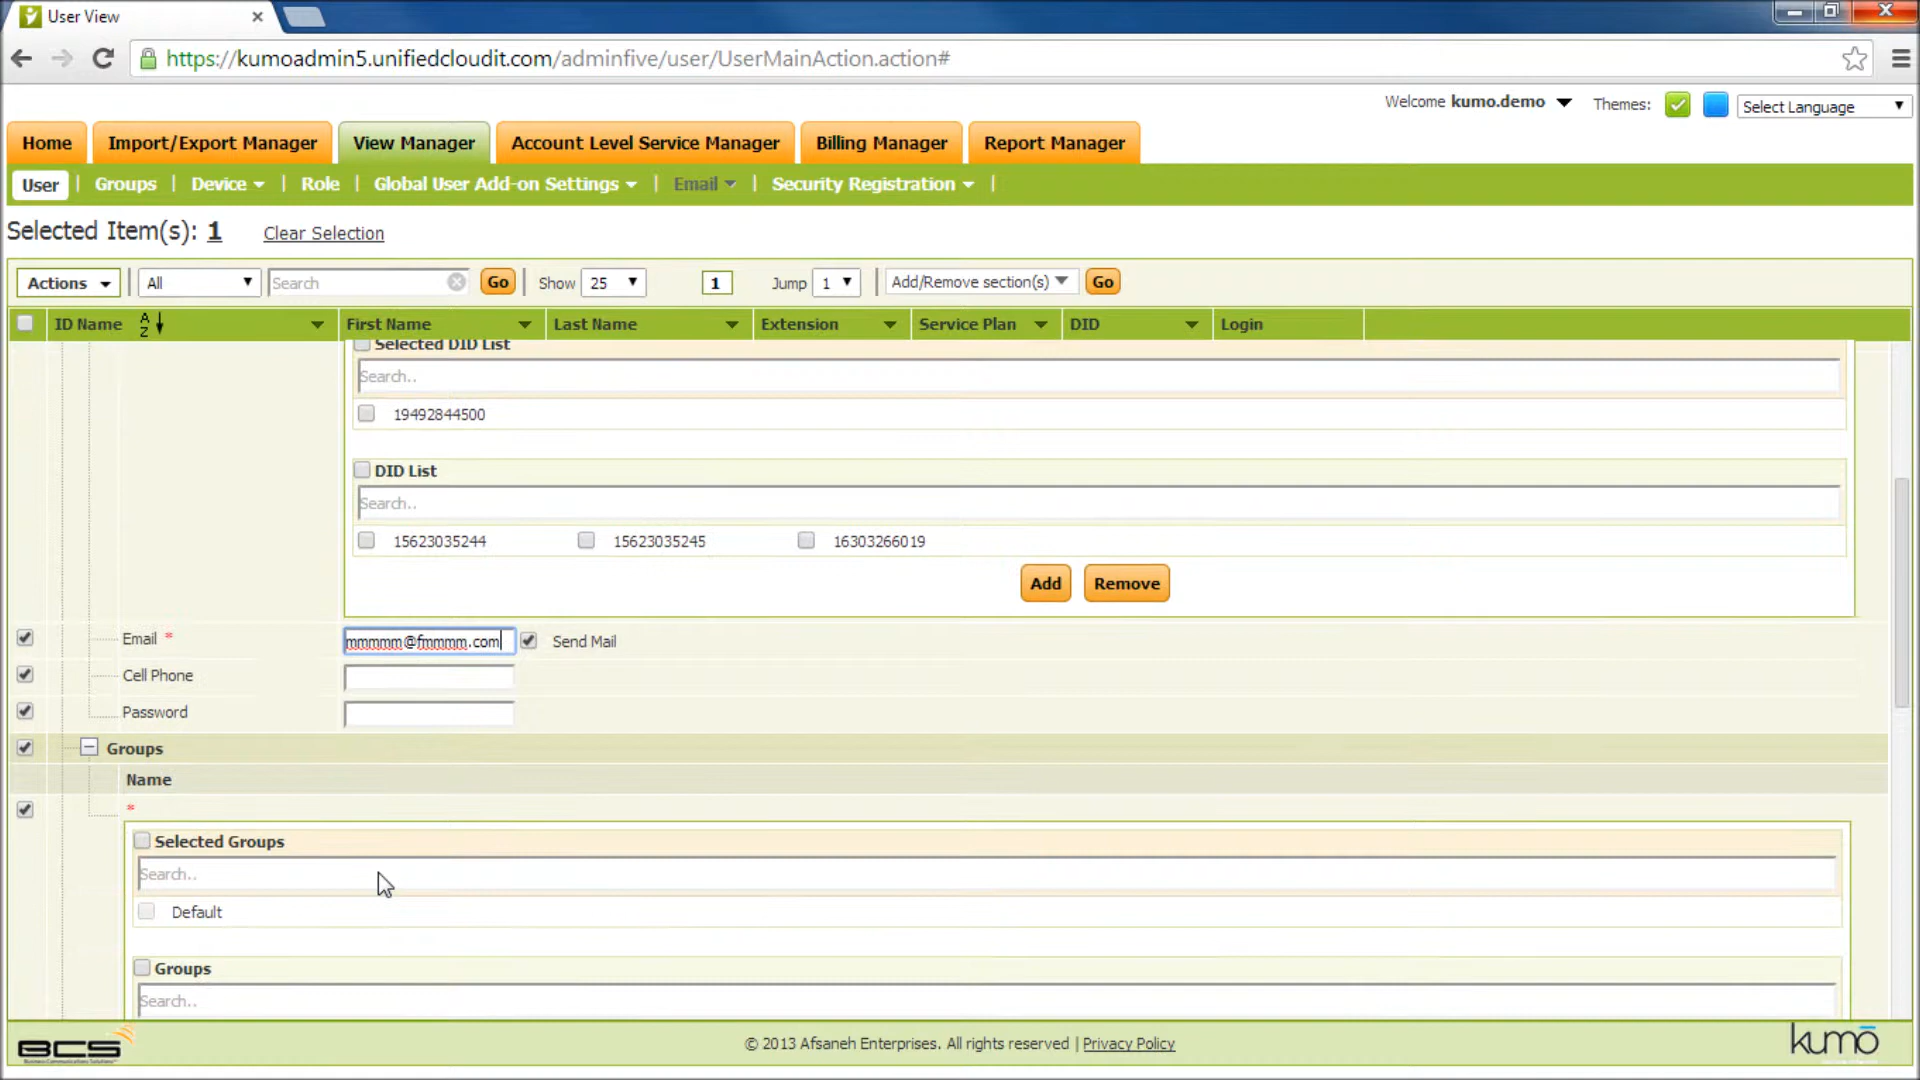 User View
https://kumoadmin5.unifiedcloudit.com/adminfive/user/UserMainAction.action#
Welcome kumo.demo Themes: Select Language
Home Import/Export Manager View Manager Account Level Service Manager Billing Manager Report Manager
User Groups Device Role Global User Add-on Settings Email Security Registration
Selected Item(s): 1 Clear Selection
Actions All Search Go Show 25 1 Jump 1 Add/Remove section(s) Go
ID Name A Z First Name Last Name Extension Service Plan DID Login
Selected DID List
Search..
19492844500
DID List
Search..
15623035244 15623035245 16303266019
Add Remove
Email * mmmmm@fmmmm.com Send Mail
Cell Phone
Password
Groups
Name
*
Selected Groups
Search..
Default
Groups
Search..
BCS
Business Communications Solutions
© 2013 Afsaneh Enterprises. All rights reserved | Privacy Policy
kumo